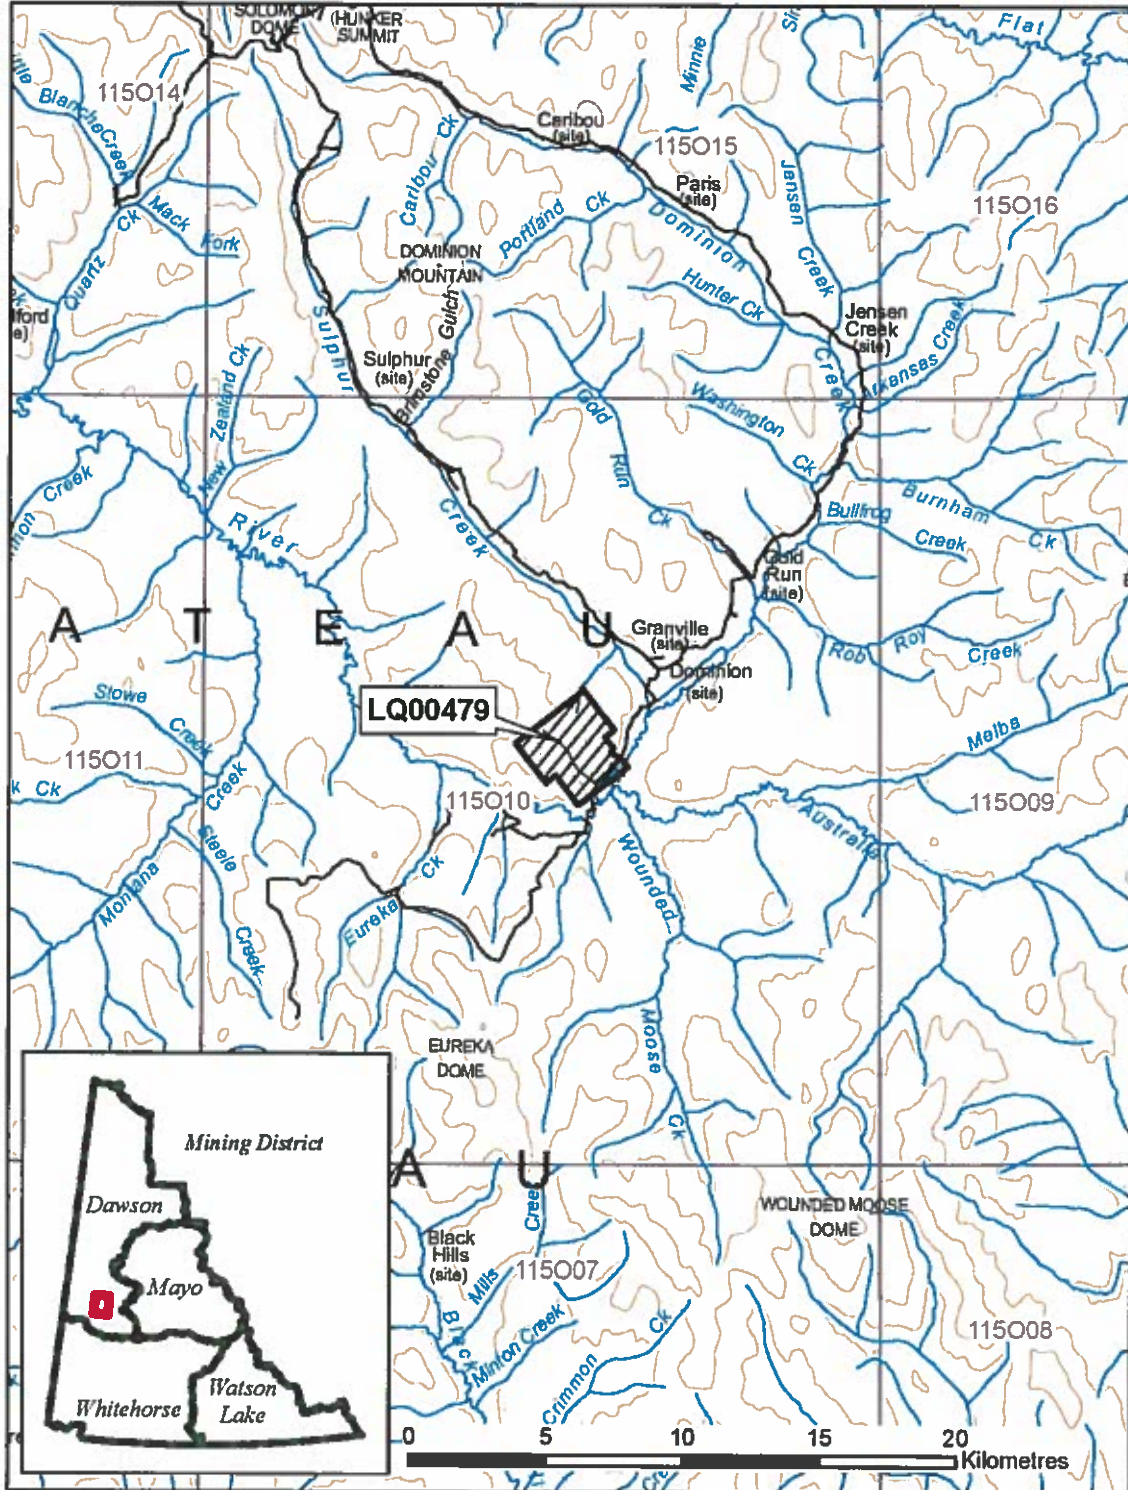 SOLOMON
DOME
(HUNKER
SUMMIT
Flat
Minnie
Blanche Creek
115O14
Caribou
(site)
115O15
Caribou Ck
Paris
(site)
Jensen
Creek
115O16
Ck
Mack
Fork
Portland Ck
Dominion
DOMINION
MOUNTAIN
Quartz
Hunter Ck
lford
Sulphur
Brimstone Gulch
Jensen
Creek
(site)
Arkansas Creek
Creek
Sulphur
(site)
New Zealand Ck
Gold
Run
Ck
Washington
Ck
Creek
River
Creek
Burnham
Ck
Bullfrog
Creek
Gold
Run
(site)
A T E A U
Granville
(site)
Rob Roy
Creek
Dominion
(site)
Stowe
Creek
LQ00479
Melba
115O11
k Ck
Creek
115O10
115O09
Australia
Steele
Creek
Wounded
Moose
Ck
Montana
Eureka
Ck
EUREKA
DOME
A U
Mining District
Dawson
Mayo
Whitehorse
Watson
Lake
WOUNDED MOOSE
DOME
Black
Hills
(site)
Mills
Creek
115O07
Black
Minton Creek
Crimmon
Ck
115O08
0 5 10 15 20
Kilometres